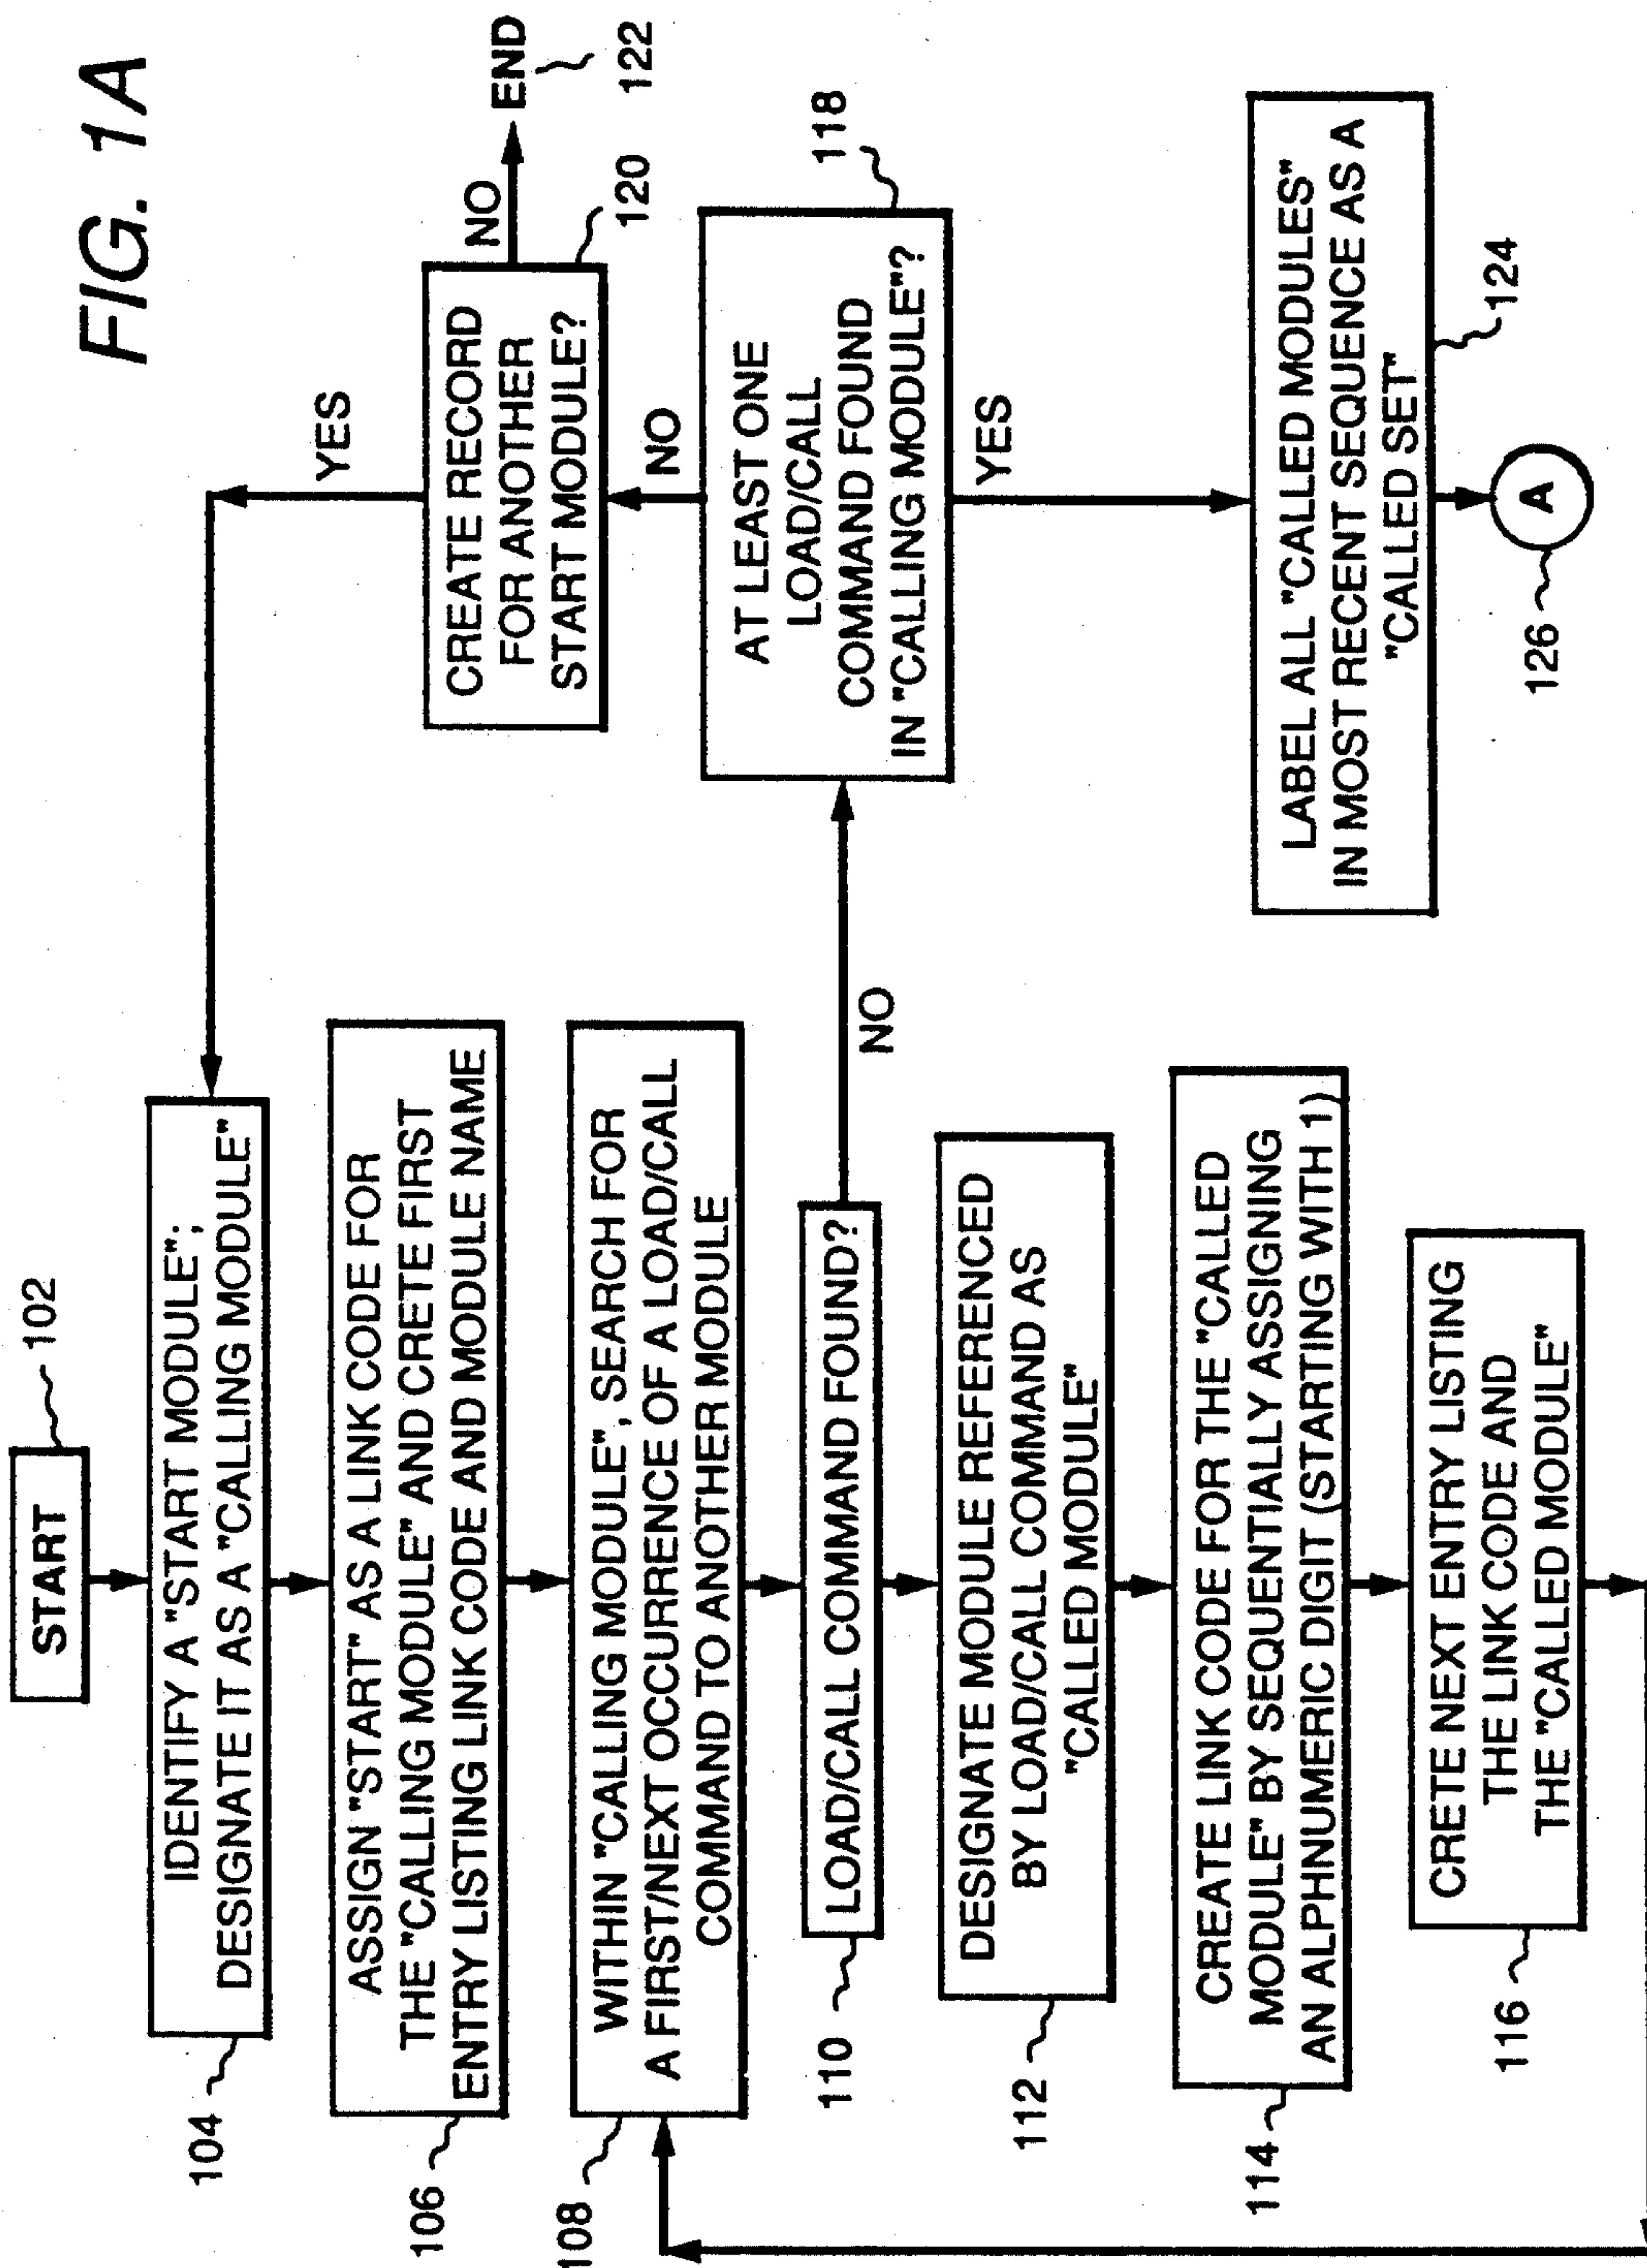 FIG. 1A
START
102
IDENTIFY A "START MODULE";
DESIGNATE IT AS A "CALLING MODULE"
104
ASSIGN "START" AS A LINK CODE FOR
THE "CALLING MODULE" AND CRETE FIRST
ENTRY LISTING LINK CODE AND MODULE NAME
106
WITHIN "CALLING MODULE", SEARCH FOR
A FIRST/NEXT OCCURRENCE OF A LOAD/CALL
COMMAND TO ANOTHER MODULE
108
LOAD/CALL COMMAND FOUND?
110
NO
DESIGNATE MODULE REFERENCED
BY LOAD/CALL COMMAND AS
"CALLED MODULE"
112
CREATE LINK CODE FOR THE "CALLED
MODULE" BY SEQUENTIALLY ASSIGNING
AN ALPHNUMERIC DIGIT (STARTING WITH 1)
114
CRETE NEXT ENTRY LISTING
THE LINK CODE AND
THE "CALLED MODULE"
116
YES
CREATE RECORD
FOR ANOTHER
START MODULE?
120
NO
END
122
NO
AT LEAST ONE
LOAD/CALL
COMMAND FOUND
IN "CALLING MODULE"?
118
YES
LABEL ALL "CALLED MODULES"
IN MOST RECENT SEQUENCE AS A
"CALLED SET"
124
A
126